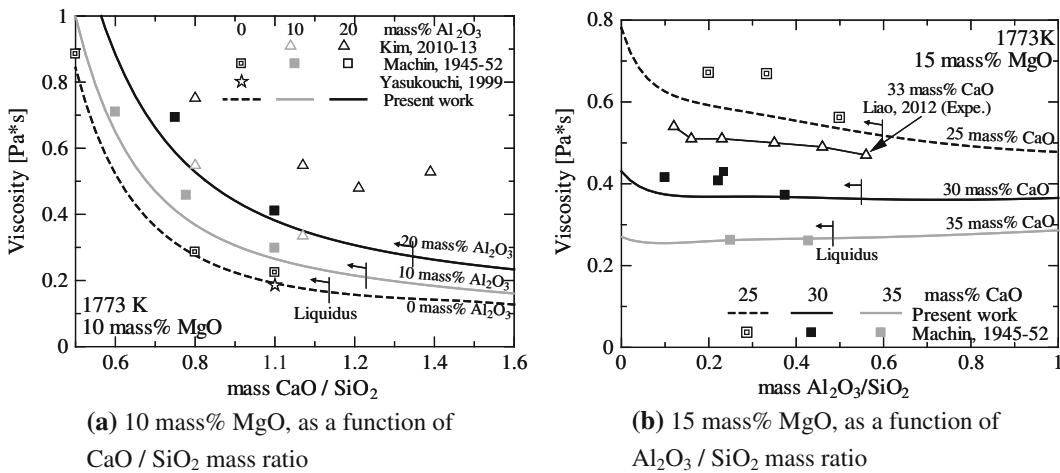 0 10 20 mass% Al₂O₃
Kim, 2010-13
Machin, 1945-52
Yasukouchi, 1999
Present work
Viscosity [Pa*s]
1
0.8
0.6
0.4
0.2
0
20 mass% Al₂O₃
10 mass% Al₂O₃
0 mass% Al₂O₃
Liquidus
1773 K
10 mass% MgO
0.6 0.8 1.0 1.2 1.4 1.6
mass CaO / SiO₂
(a) 10 mass% MgO, as a function of
CaO / SiO₂ mass ratio
1773K
15 mass% MgO
33 mass% CaO
Liao, 2012 (Expe.)
25 mass% CaO
30 mass% CaO
35 mass% CaO
Liquidus
Viscosity [Pa*s]
0.8
0.6
0.4
0.2
0
25 30 35 mass% CaO
Present work
Machin, 1945-52
0 0.2 0.4 0.6 0.8 1
mass Al₂O₃/SiO₂
(b) 15 mass% MgO, as a function of
Al₂O₃ / SiO₂ mass ratio